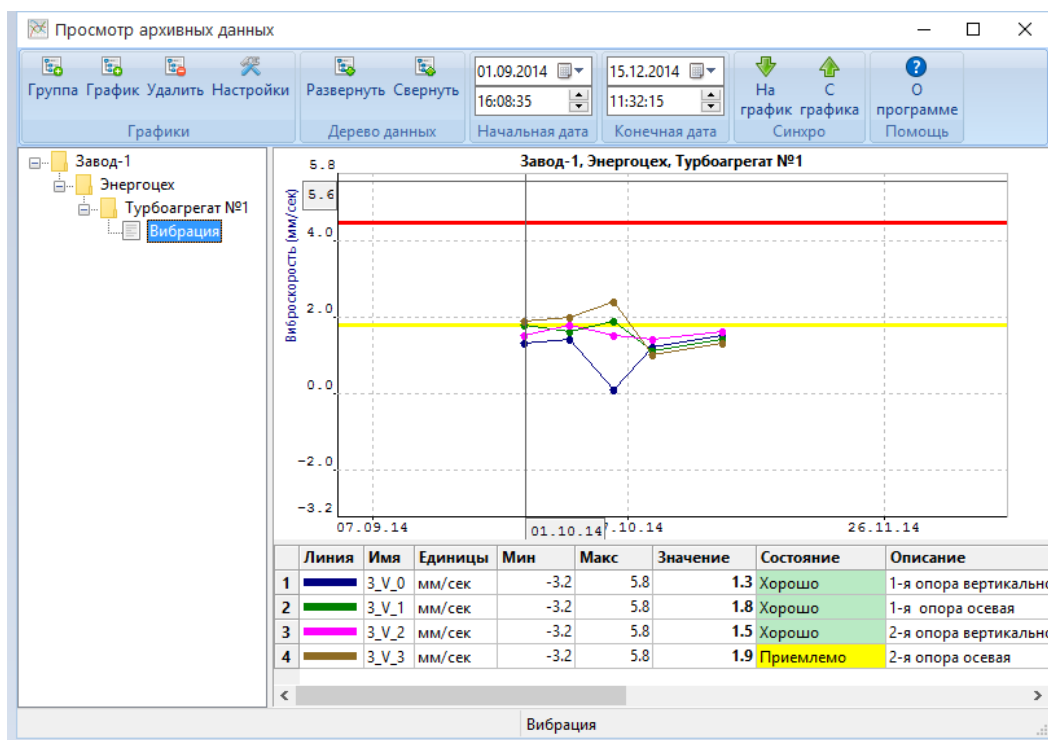 Просмотр архивных данных
Группа График Удалить Настройки
Графики
Развернуть Свернуть
Дерево данных
01.09.2014
16:08:35
Начальная дата
15.12.2014
11:32:15
Конечная дата
На график
С графика
Синхро
О программе
Помощь
Завод-1
Энергоцех
Турбоагрегат №1
Вибрация
Завод-1, Энергоцех, Турбоагрегат №1
Виброскорость (мм/сек)
5.8
5.6
4.0
2.0
0.0
-2.0
-3.2
07.09.14 01.10.14 7.10.14 26.11.14
Линия Имя Единицы Мин Макс Значение Состояние Описание
1 3_V_0 мм/сек -3.2 5.8 1.3 Хорошо 1-я опора вертикально
2 3_V_1 мм/сек -3.2 5.8 1.8 Хорошо 1-я опора осевая
3 3_V_2 мм/сек -3.2 5.8 1.5 Хорошо 2-я опора вертикально
4 3_V_3 мм/сек -3.2 5.8 1.9 Приемлемо 2-я опора осевая
Вибрация